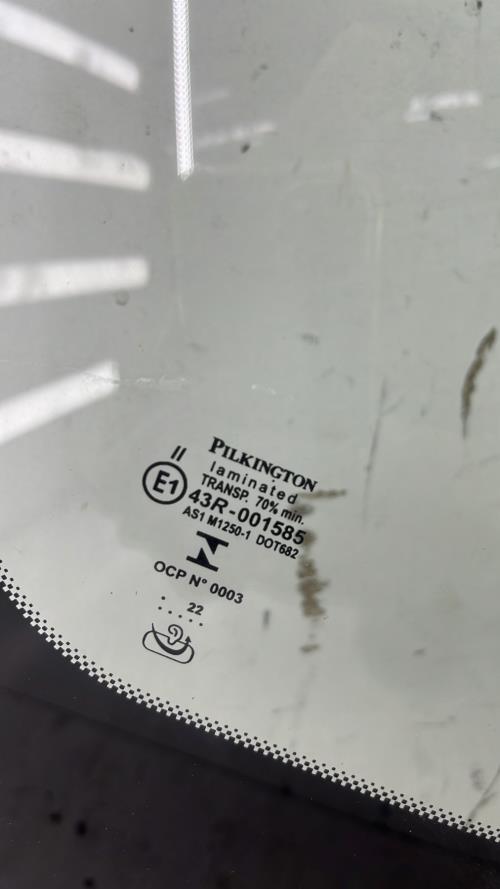 PILKINGTON
laminated
TRANSP. 70% min.
II
E1
43R-001585
AS1 M1250-1 DOT682
OCP N° 0003
22